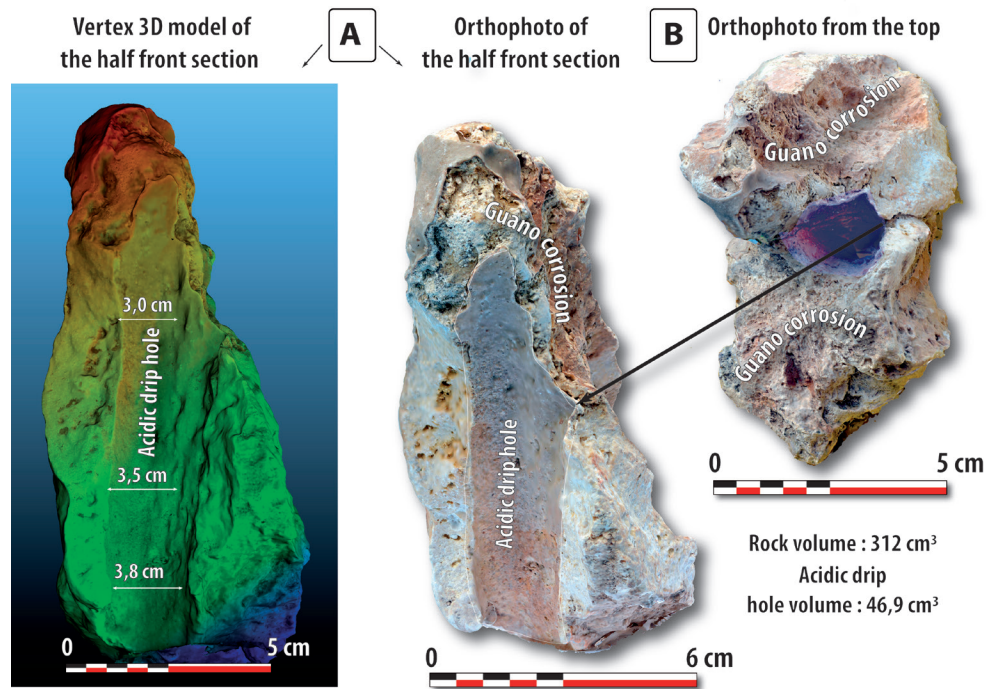 Vertex 3D model of
the half front section
A
Orthophoto of
the half front section
B
Orthophoto from the top
3,0 cm
Acidic drip hole
3,5 cm
3,8 cm
0 5 cm
Guano corrosion
Acidic drip hole
0 6 cm
Guano corrosion
Guano corrosion
0 5 cm
Rock volume : 312 cm³
Acidic drip
hole volume : 46,9 cm³